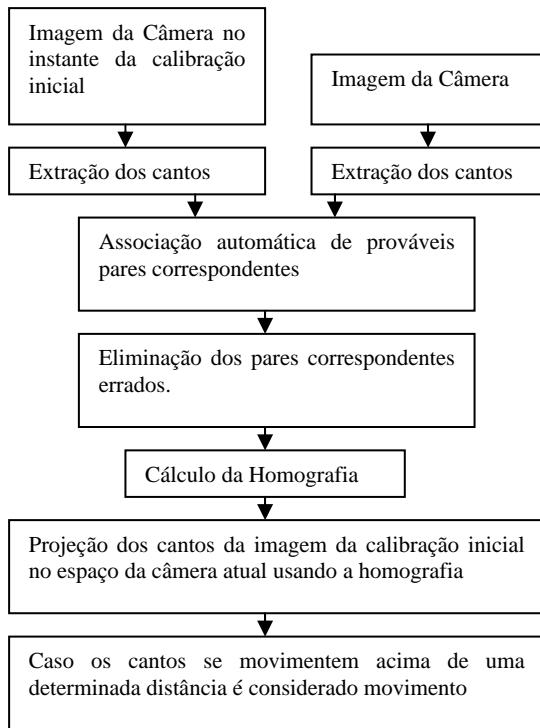 Imagem da Câmera no
instante da calibração
inicial
Imagem da Câmera
Extração dos cantos
Extração dos cantos
Associação automática de prováveis
pares correspondentes
Eliminação dos pares correspondentes
errados.
Cálculo da Homografia
Projeção dos cantos da imagem da calibração inicial
no espaço da câmera atual usando a homografia
Caso os cantos se movimentem acima de uma
determinada distância é considerado movimento